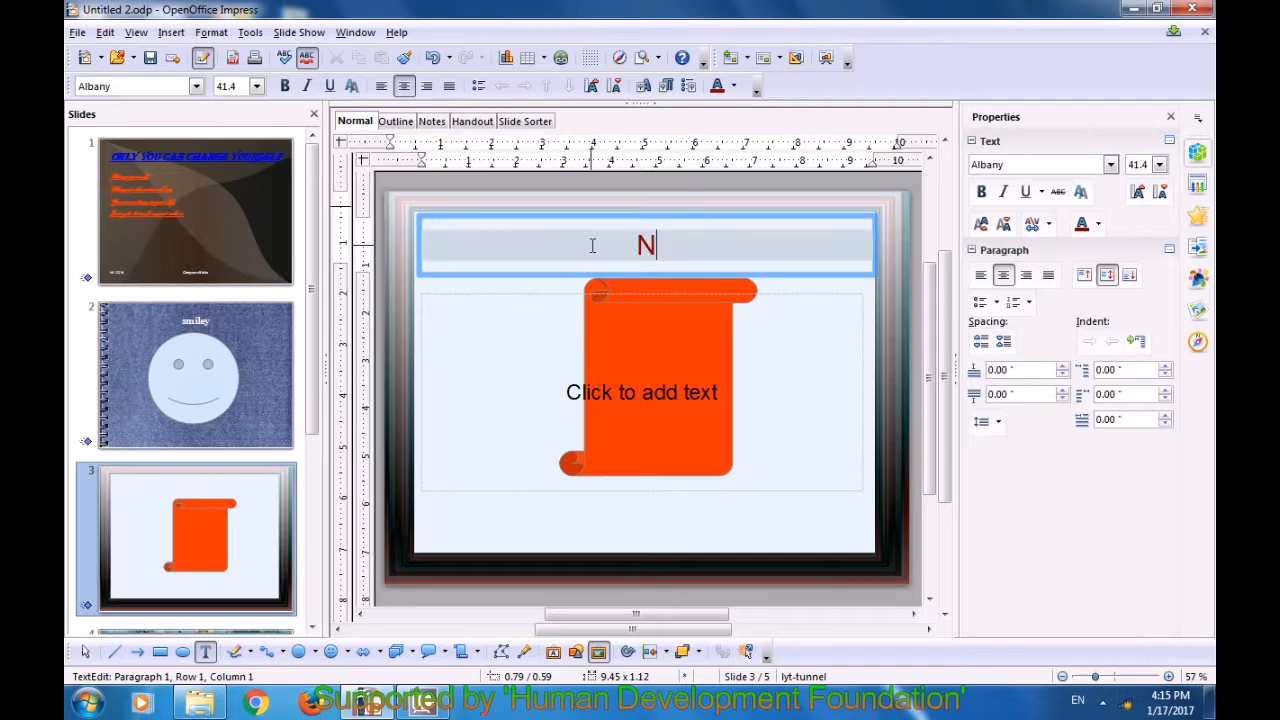 Untitled 2.odp - OpenOffice Impress
File Edit View Insert Format Tools Slide Show Window Help
Albany 41.4
Slides
Normal Outline Notes Handout Slide Sorter
Properties
Text
Albany 41.4
Paragraph
Spacing: Indent:
0.00 " 0.00 "
0.00 " 0.00 "
0.00 "
1
ONLY YOU CAN CHANGE YOURSELF
2
smiley
3
4
N
Click to add text
TextEdit: Paragraph 1, Row 1, Column 1 0.79 / 0.59 9.45 x 1.12 * Slide 3 / 5 lyt-tunnel 57 %
EN 4:15 PM
1/17/2017
Supported by 'Human Development Foundation'